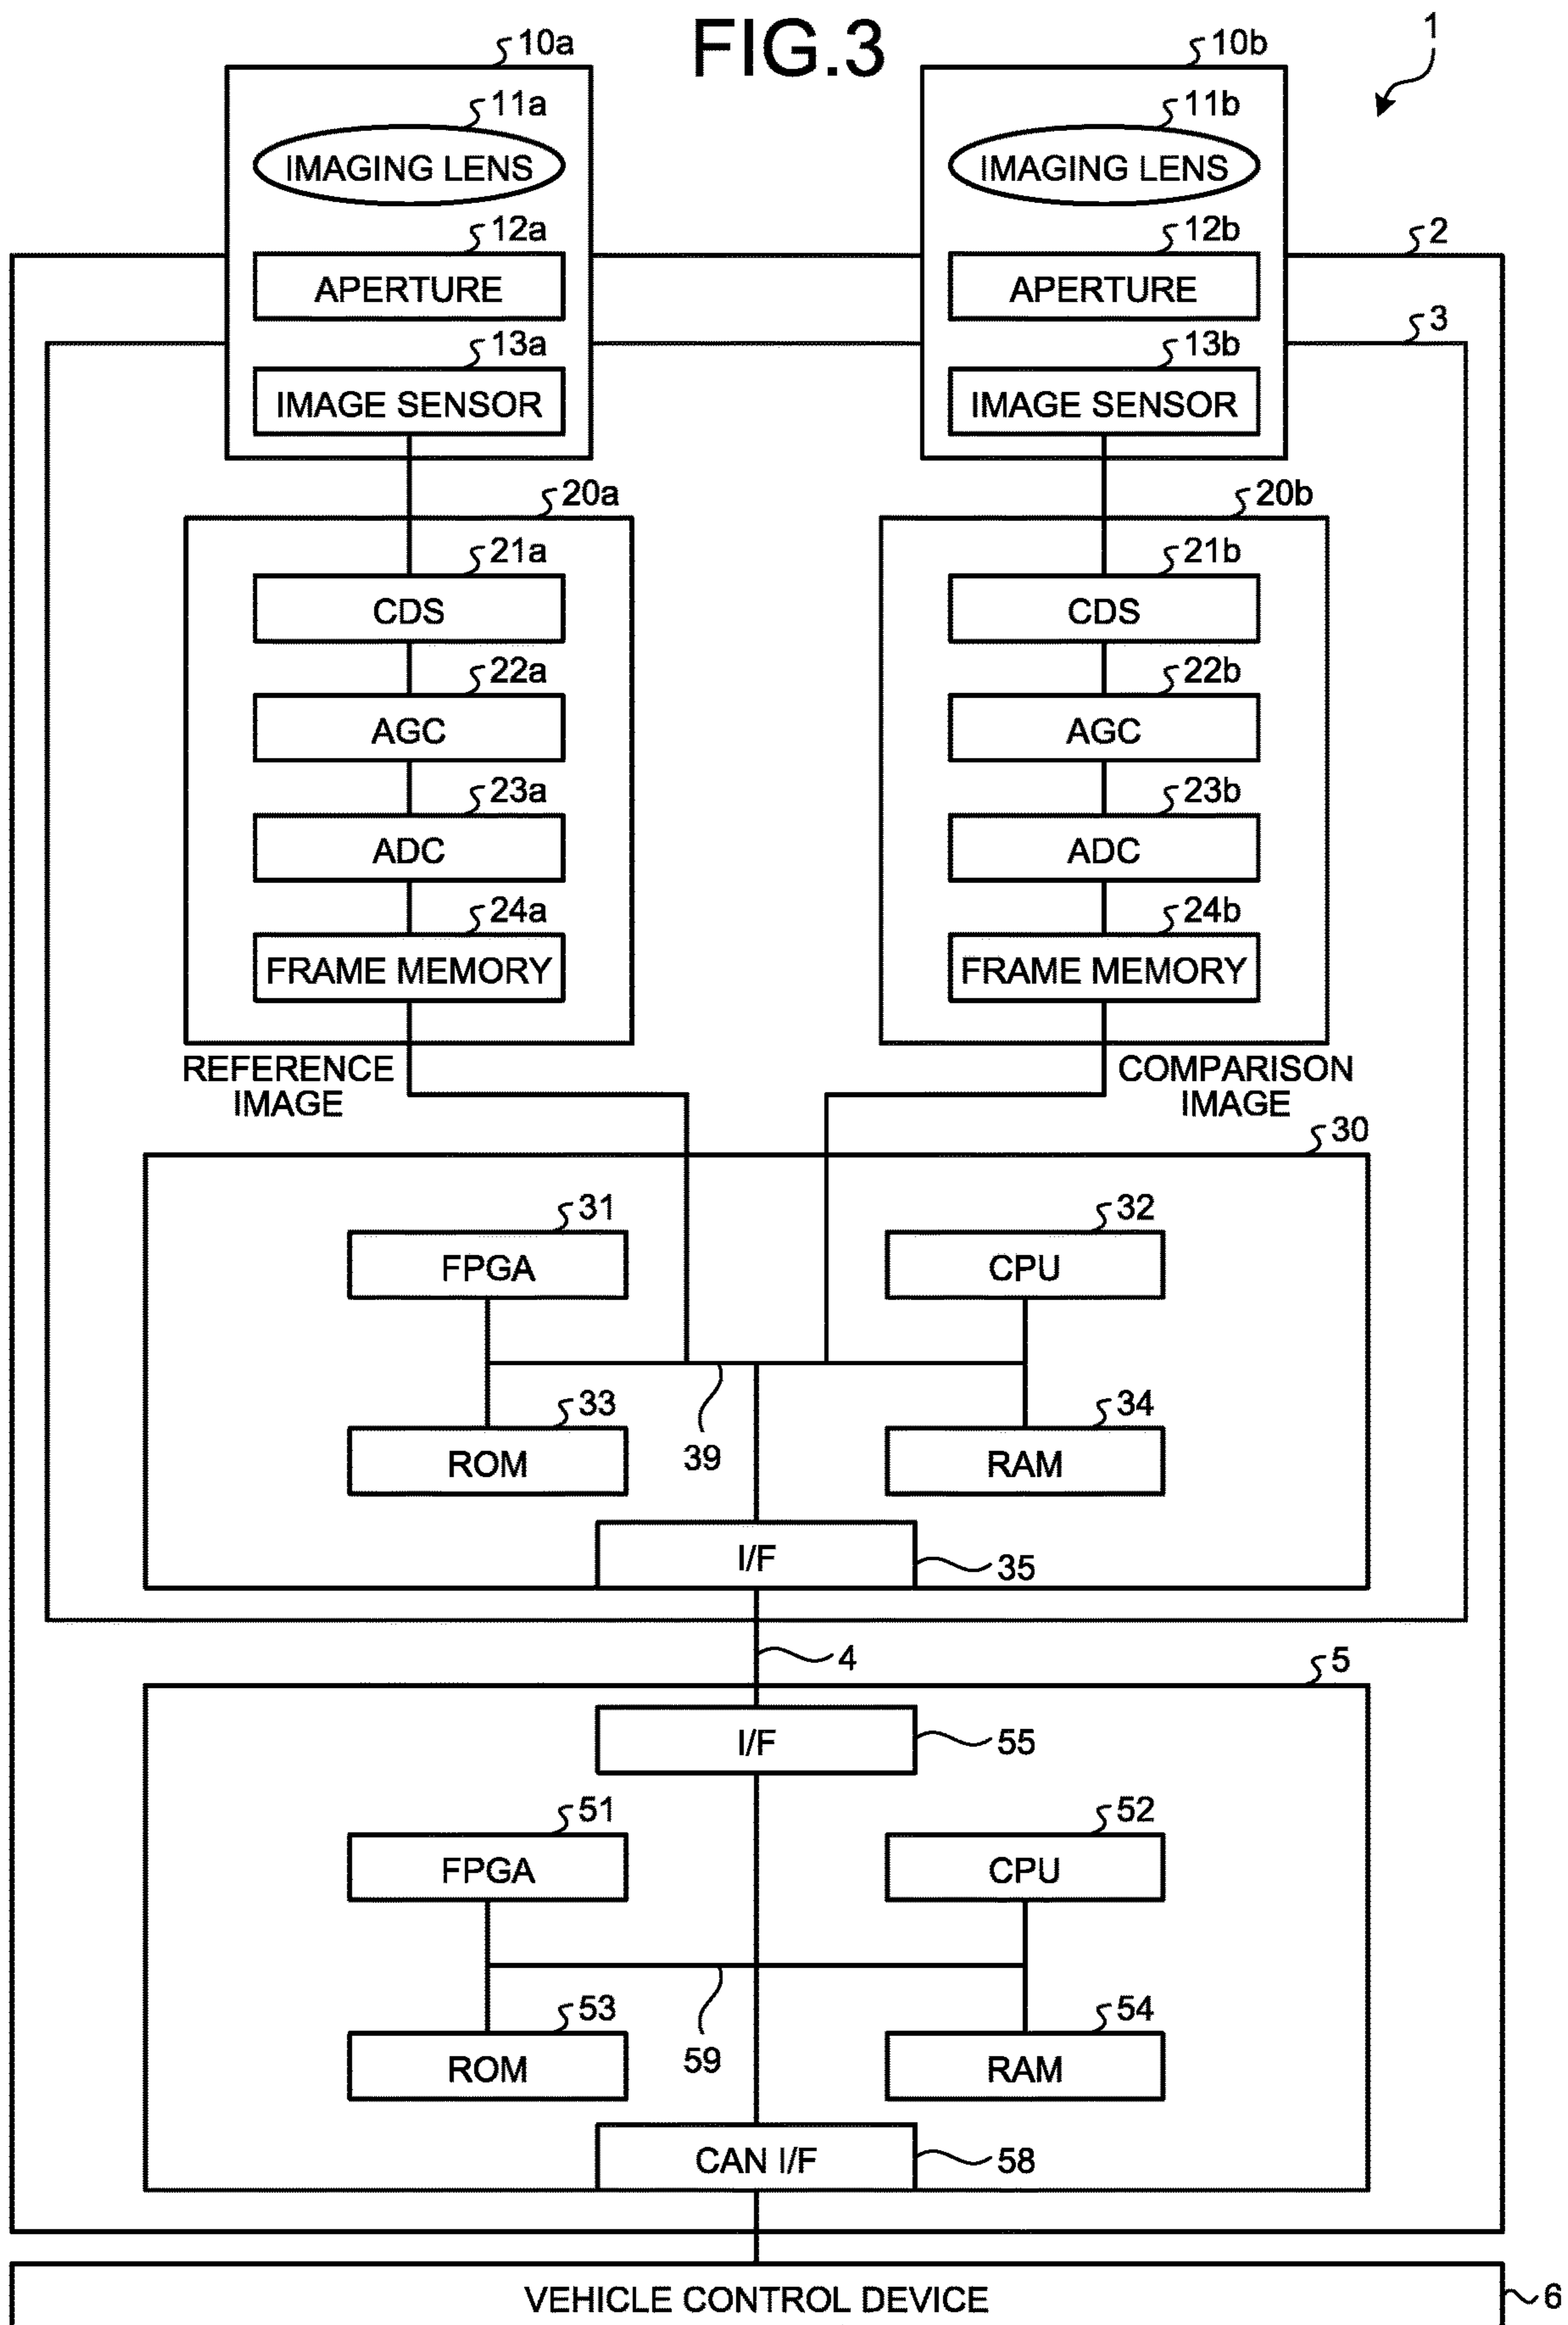 FIG.3
1
10a
10b
11a
11b
IMAGING LENS
IMAGING LENS
12a
12b
2
APERTURE
APERTURE
3
13a
13b
IMAGE SENSOR
IMAGE SENSOR
20a
20b
21a
21b
CDS
CDS
22a
22b
AGC
AGC
23a
23b
ADC
ADC
24a
24b
FRAME MEMORY
FRAME MEMORY
REFERENCE
IMAGE
COMPARISON
IMAGE
30
31
32
FPGA
CPU
33
34
39
ROM
RAM
I/F
35
4
5
I/F
55
51
52
FPGA
CPU
53
54
59
ROM
RAM
CAN I/F
58
VEHICLE CONTROL DEVICE
6